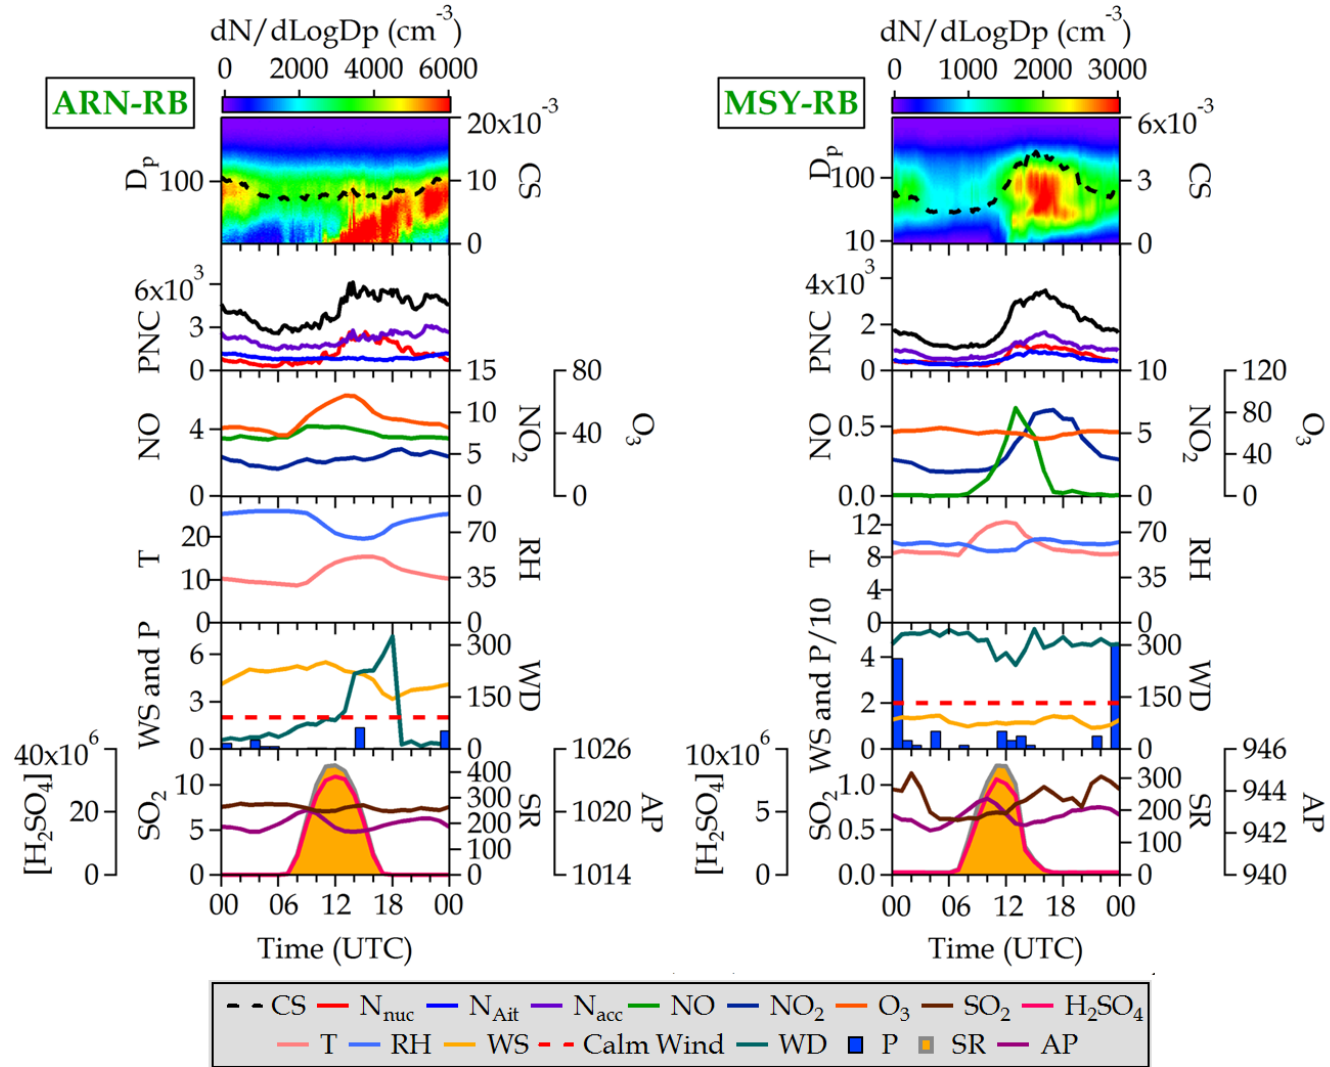 dN/dLogDp (cm-3)
0 2000 4000 6000
ARN-RB
Dp
100
20x10-3
10
0
CS
PNC
6x103
3
0
NO
4
0
15
10
5
0
NO2
80
40
0
O3
T
20
10
0
70
35
0
RH
WS and P
6
3
0
300
150
0
WD
[H2SO4]
40x106
20
0
SO2
10
5
0
400
300
200
100
0
SR
1026
1020
1014
AP
00 06 12 18 00
Time (UTC)
dN/dLogDp (cm-3)
0 1000 2000 3000
MSY-RB
Dp
100
10
6x10-3
3
0
CS
PNC
4x103
2
0
NO
0.5
0.0
10
5
0
NO2
120
80
40
0
O3
T
12
8
4
0
70
35
0
RH
WS and P/10
4
2
0
300
150
0
WD
[H2SO4]
10x106
5
0
SO2
1.0
0.5
0.0
300
200
100
0
SR
946
944
942
940
AP
00 06 12 18 00
Time (UTC)
CS Nnuc NAit Nacc NO NO2 O3 SO2 H2SO4
T RH WS Calm Wind WD P SR AP